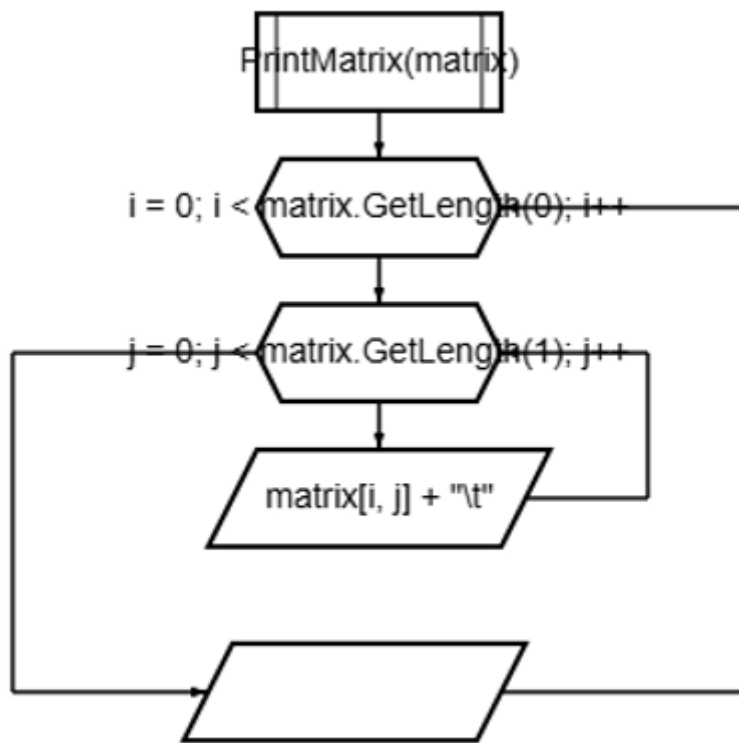 PrintMatrix(matrix)
i = 0; i < matrix.GetLength(0); i++
j = 0; j < matrix.GetLength(1); j++
matrix[i, j] + "\t"